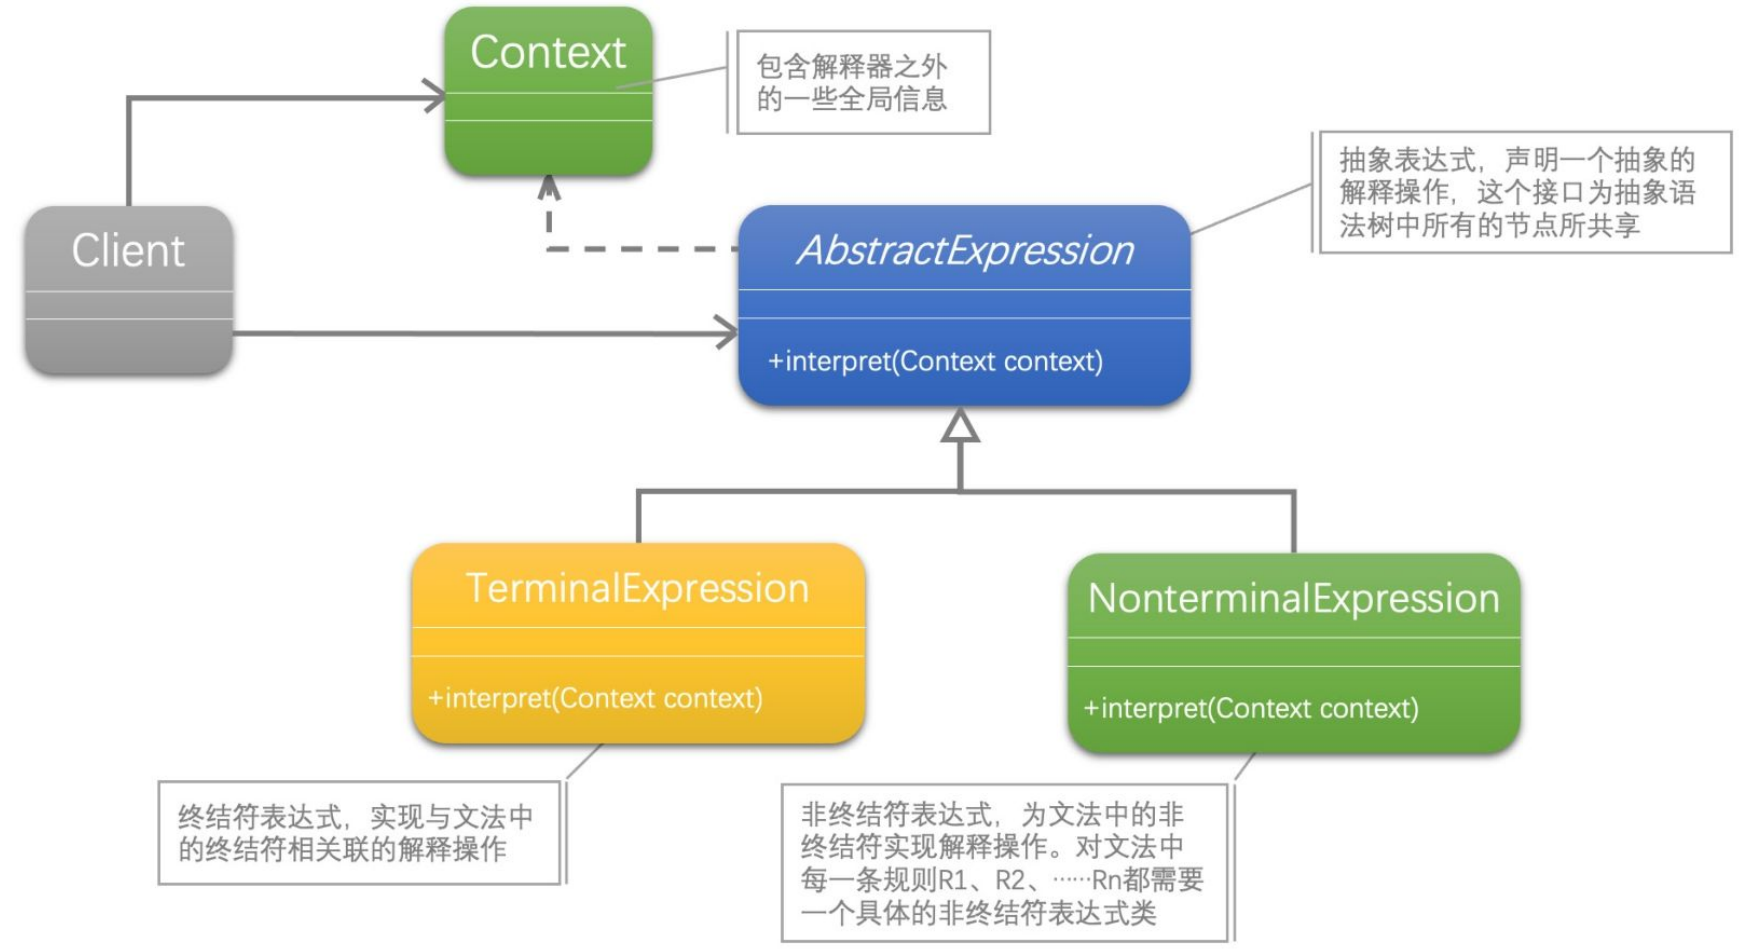 Context
包含解释器之外
的一些全局信息
抽象表达式，声明一个抽象的
解释操作，这个接口为抽象语
法树中所有的节点所共享
Client
AbstractExpression
+interpret(Context context)
TerminalExpression
+interpret(Context context)
NonterminalExpression
+interpret(Context context)
终结符表达式，实现与文法中
的终结符相关联的解释操作
非终结符表达式，为文法中的非
终结符实现解释操作。对文法中
每一条规则R1、R2、……Rn都需要
一个具体的非终结符表达式类